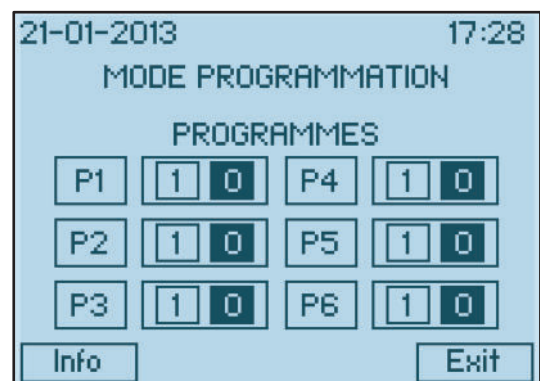 21-01-2013 17:28
MODE PROGRAMMATION
PROGRAMMES
P1 1 0 P4 1 0
P2 1 0 P5 1 0
P3 1 0 P6 1 0
Info Exit